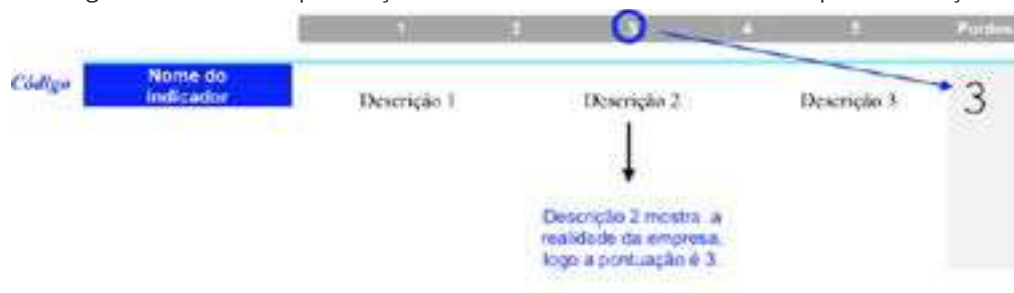 1 2 3 4 5 Pontos
Código
Nome do
indicador
Descrição 1 Descrição 2 Descrição 3 3
Descrição 2 mostra a
realidade da empresa,
logo a pontuação é 3.